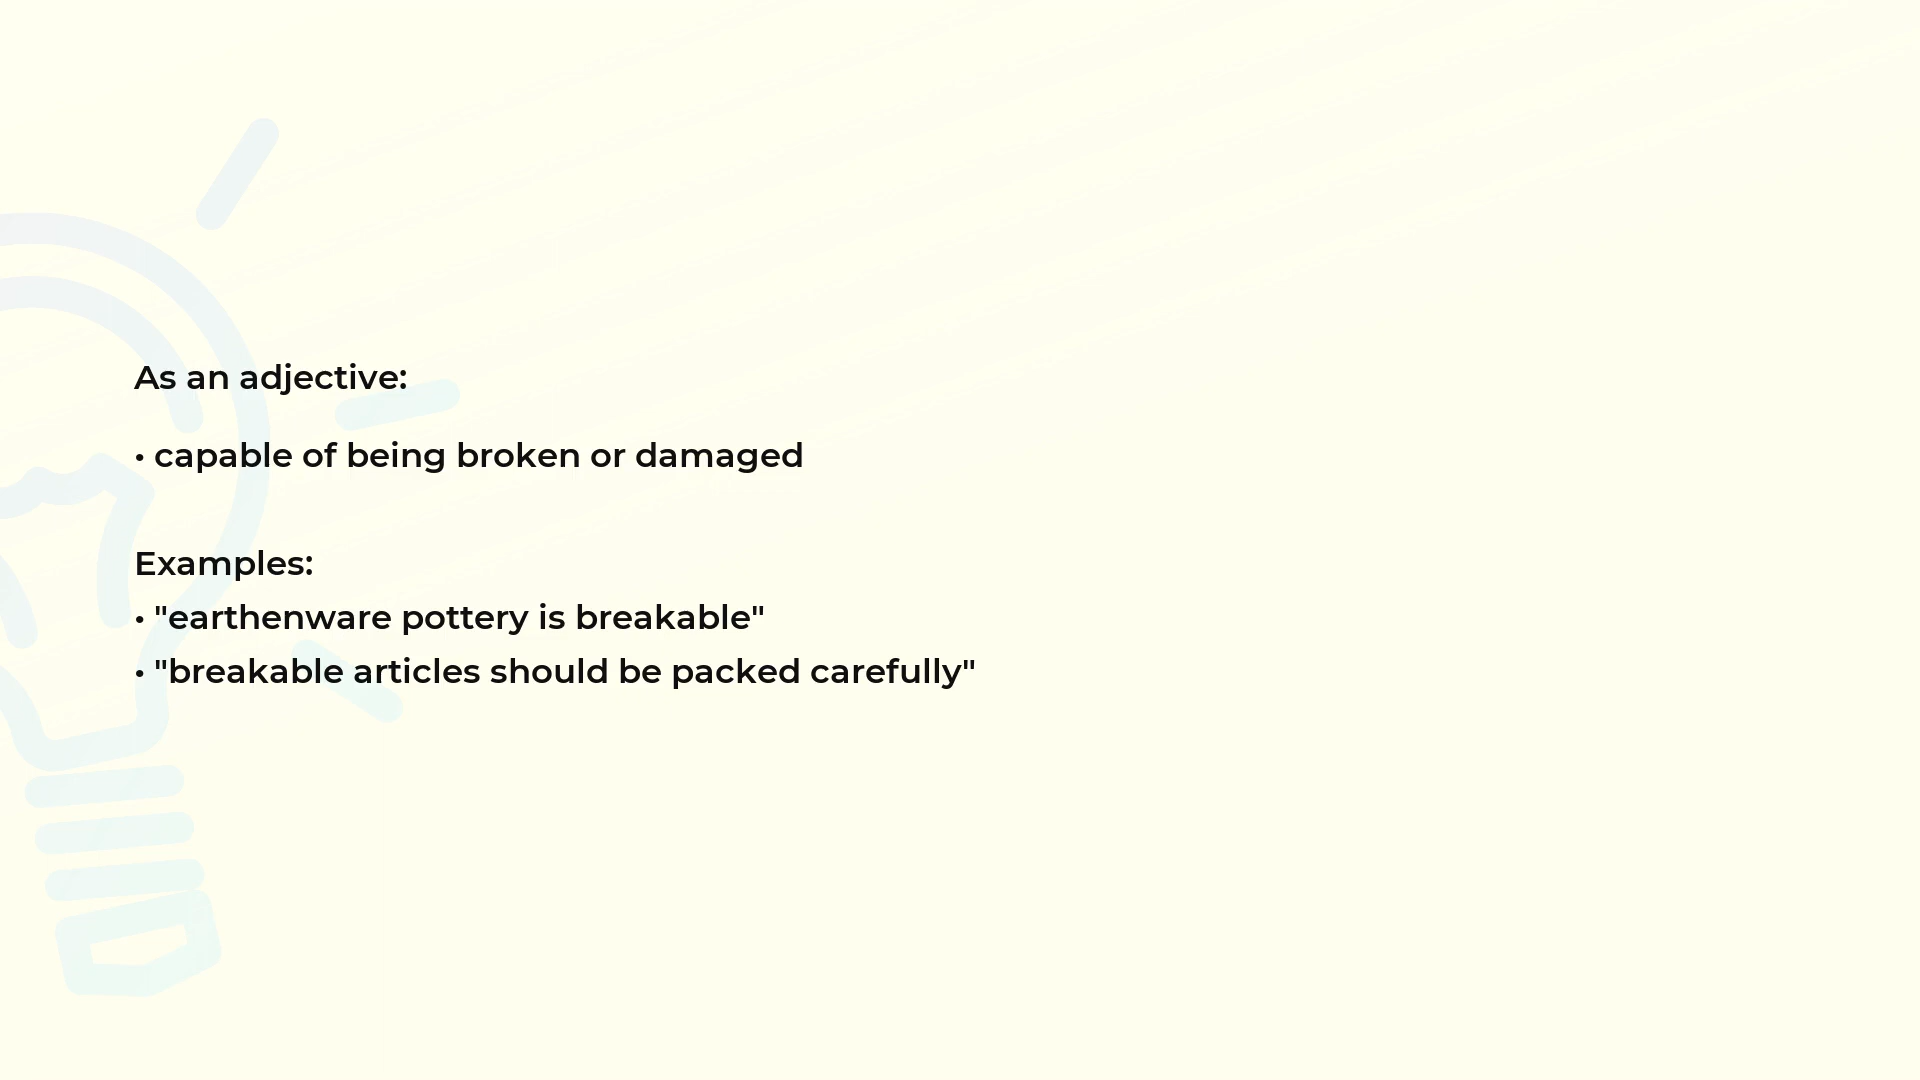 As an adjective:
• capable of being broken or damaged
Examples:
• "earthenware pottery is breakable"
• "breakable articles should be packed carefully"